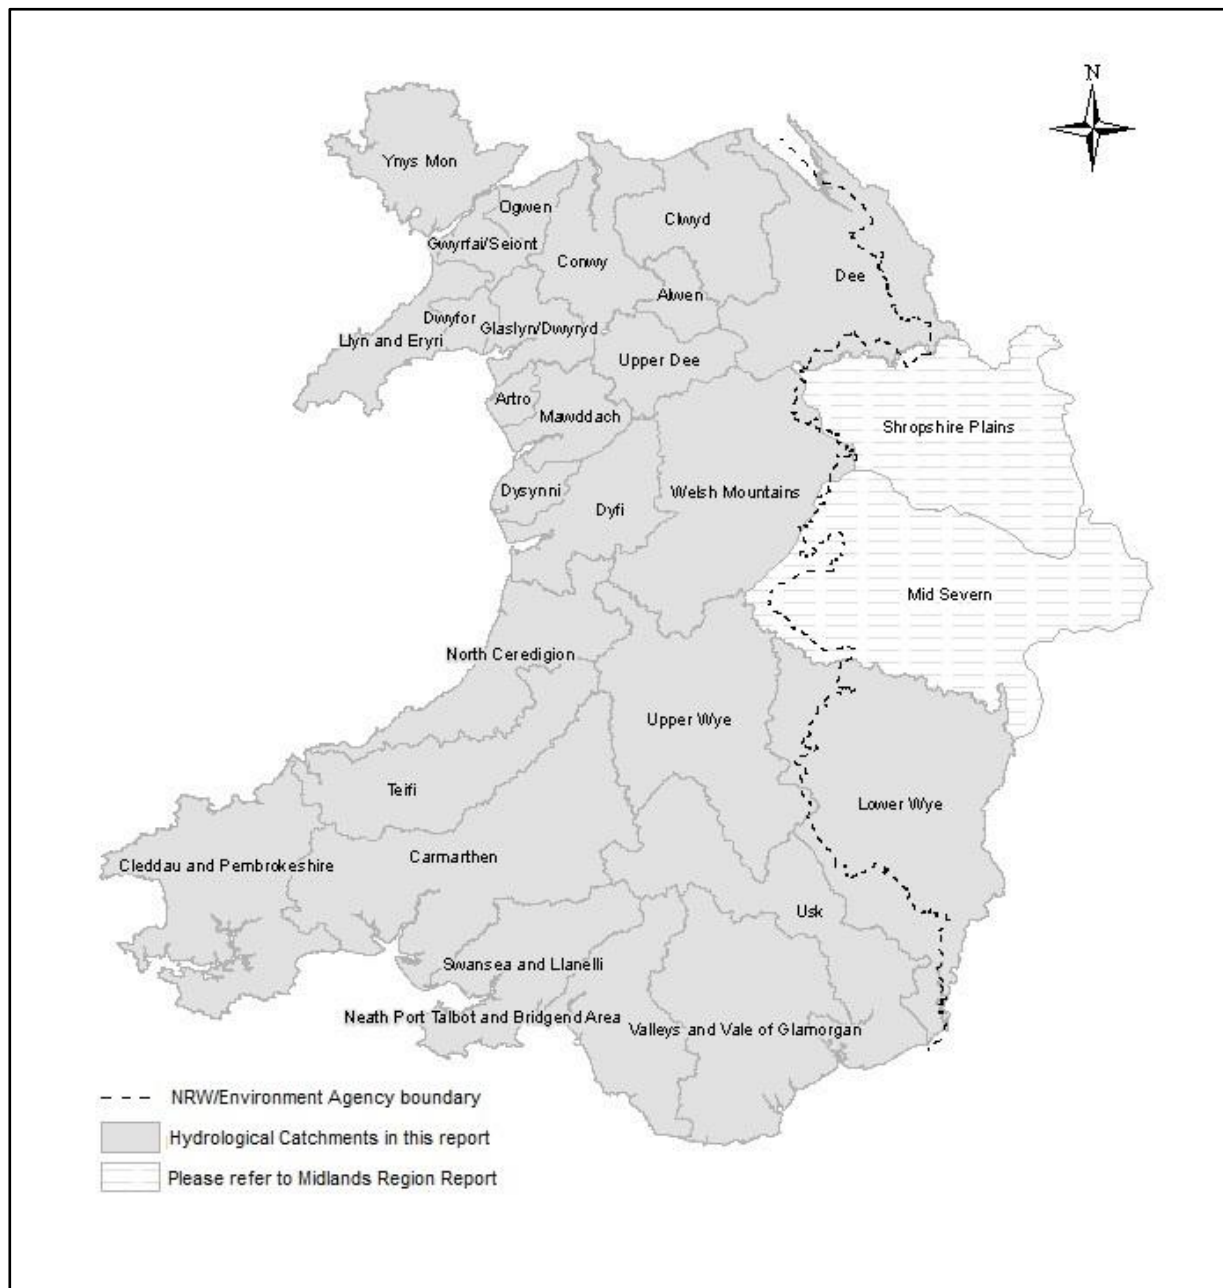 N
Ynys Mon
Ogwen
Clwyd
Gwyrfai/Seiont
Conwy
Dee
Alwen
Dwyfor
Glaslyn/Dwyryd
Llyn and Eryri
Upper Dee
Artro
Mawddach
Shropshire Plains
Dysynni
Welsh Mountains
Dyfi
Mid Severn
North Ceredigion
Upper Wye
Teifi
Lower Wye
Carmarthen
Cleddau and Pembrokeshire
Usk
Swansea and Llanelli
Neath Port Talbot and Bridgend Area
Valleys and Vale of Glamorgan
NRW/Environment Agency boundary
Hydrological Catchments in this report
Please refer to Midlands Region Report